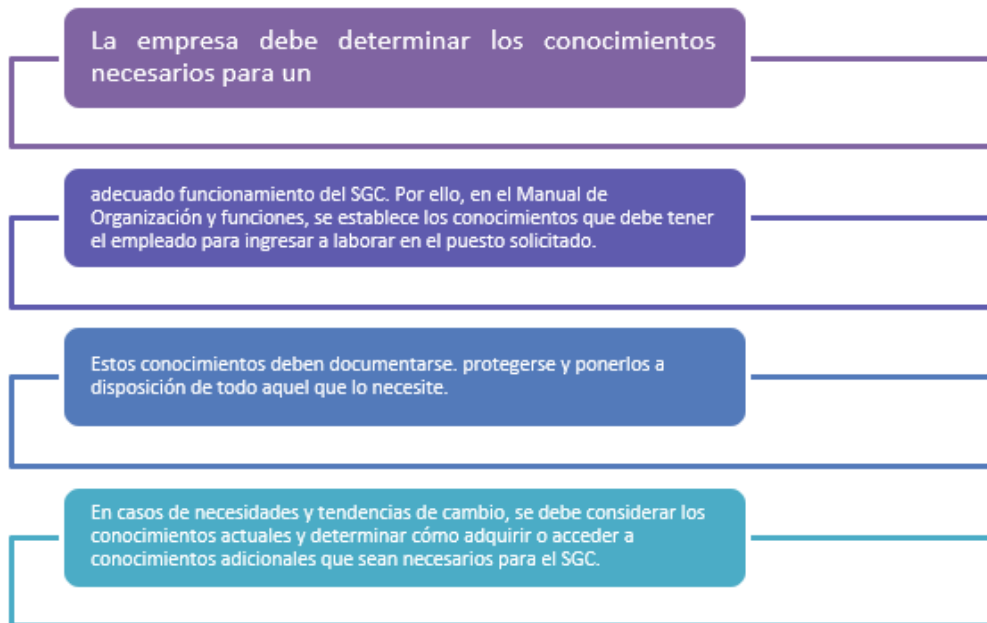 La empresa debe determinar los conocimientos
necesarios para un
adecuado funcionamiento del SGC. Por ello, en el Manual de
Organización y funciones, se establece los conocimientos que debe tener
el empleado para ingresar a laborar en el puesto solicitado.
Estos conocimientos deben documentarse. protegerse y ponerlos a
disposición de todo aquel que lo necesite.
En casos de necesidades y tendencias de cambio, se debe considerar los
conocimientos actuales y determinar cómo adquirir o acceder a
conocimientos adicionales que sean necesarios para el SGC.